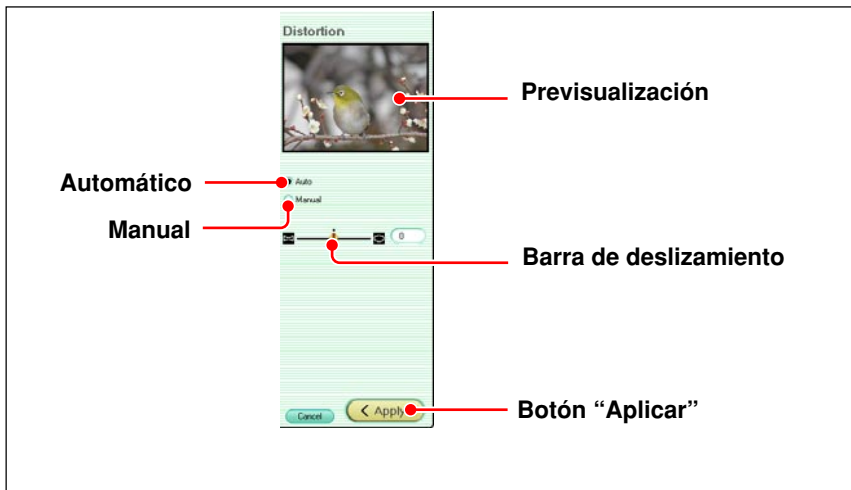 Distortion
Previsualización
Automático
Auto
Manual
Manual
0
Barra de deslizamiento
Cancel
< Apply
Botón “Aplicar”